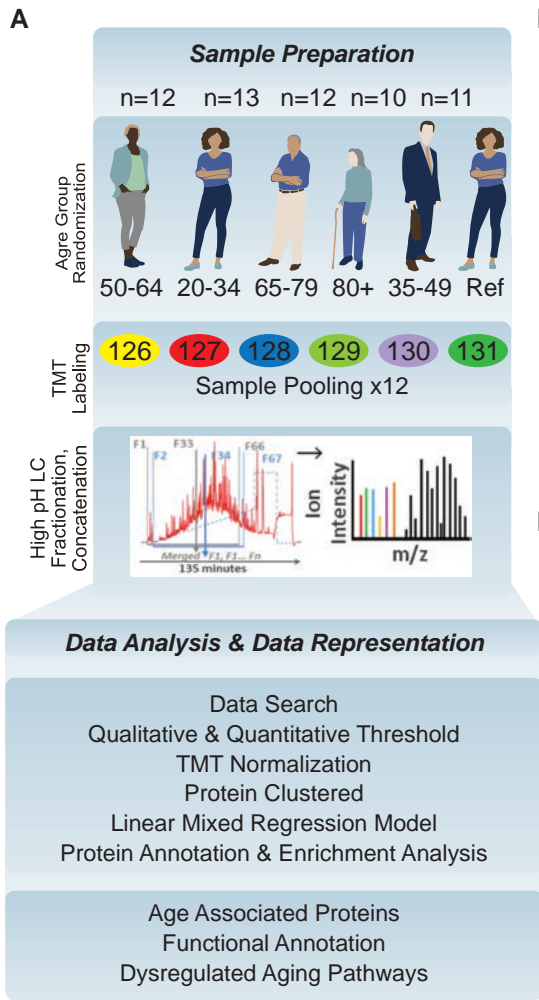 A
Sample Preparation
n=12 n=13 n=12 n=10 n=11
Agre Group
Randomization
50-64 20-34 65-79 80+ 35-49 Ref
TMT
Labeling
126 127 128 129 130 131
Sample Pooling x12
High pH LC
Fractionation,
Concatenation
F1 F33 F66
F2 F34 F67
Merged F1, F1... Fn
135 minutes
Ion
Intensity
m/z
Data Analysis & Data Representation
Data Search
Qualitative & Quantitative Threshold
TMT Normalization
Protein Clustered
Linear Mixed Regression Model
Protein Annotation & Enrichment Analysis
Age Associated Proteins
Functional Annotation
Dysregulated Aging Pathways